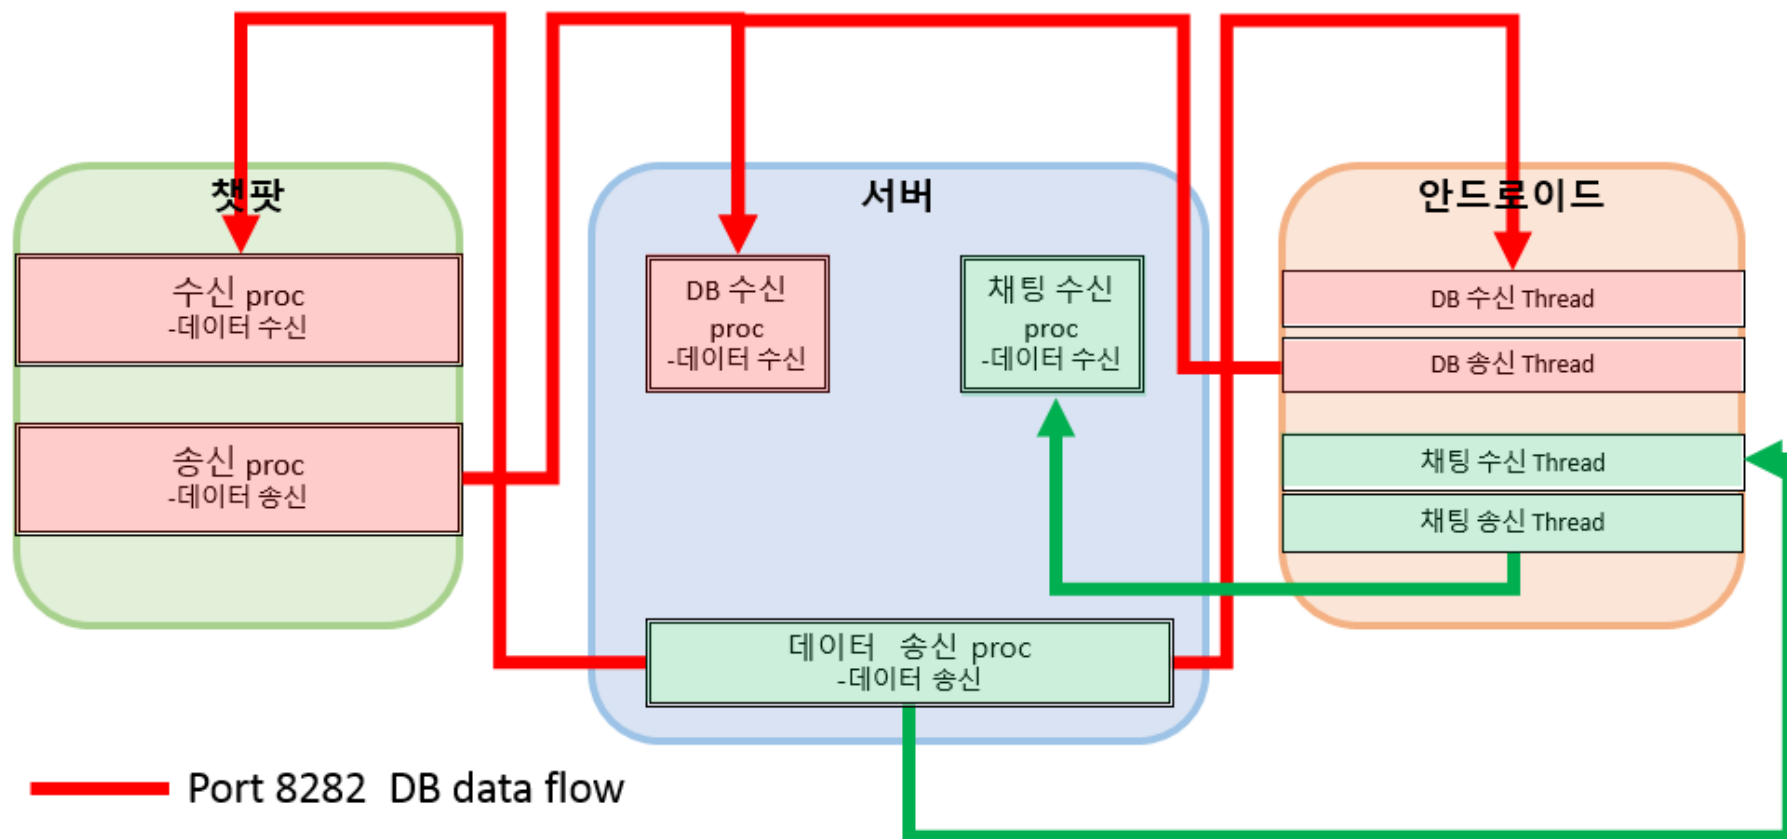 챗팟
수신 proc
-데이터 수신
송신 proc
-데이터 송신
서버
DB 수신
proc
-데이터 수신
채팅 수신
proc
-데이터 수신
데이터 송신 proc
-데이터 송신
안드로이드
DB 수신 Thread
DB 송신 Thread
채팅 수신 Thread
채팅 송신 Thread
Port 8282 DB data flow